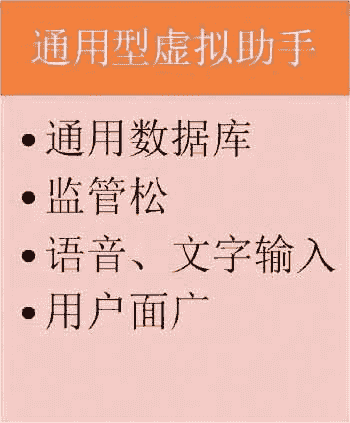 通用型虚拟助手
•通用数据库
•监管松
•语音、文字输入
•用户面广